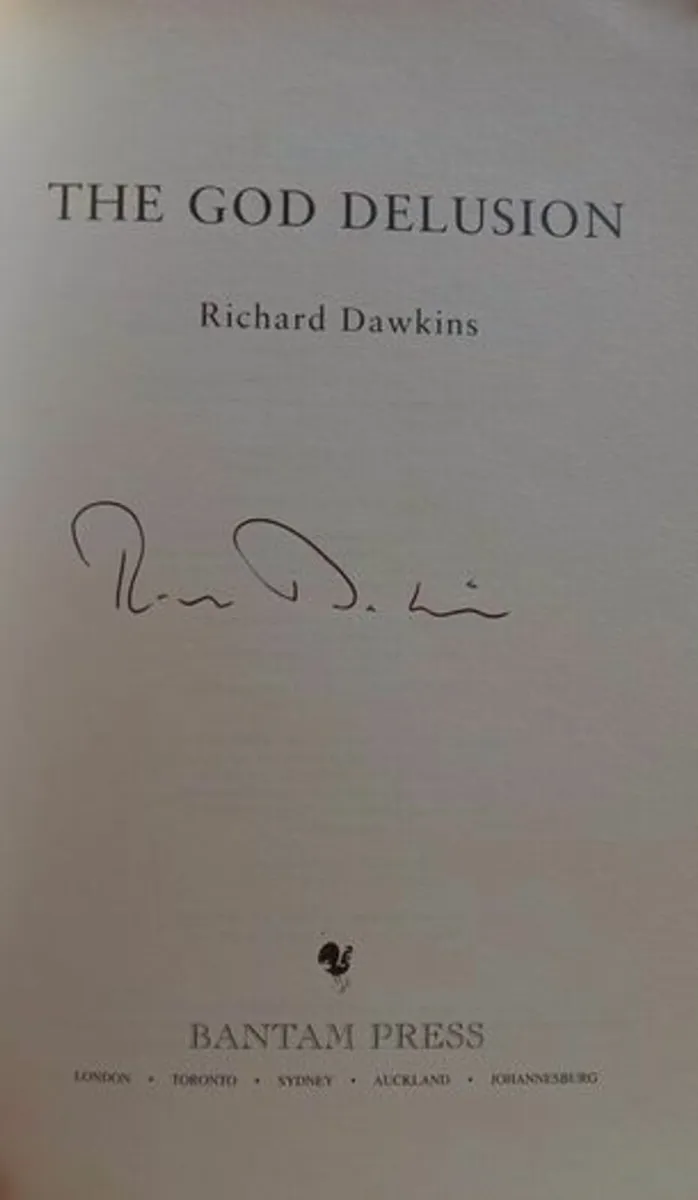 THE GOD DELUSION
Richard Dawkins
BANTAM PRESS
LONDON • TORONTO • SYDNEY • AUCKLAND • JOHANNESBURG